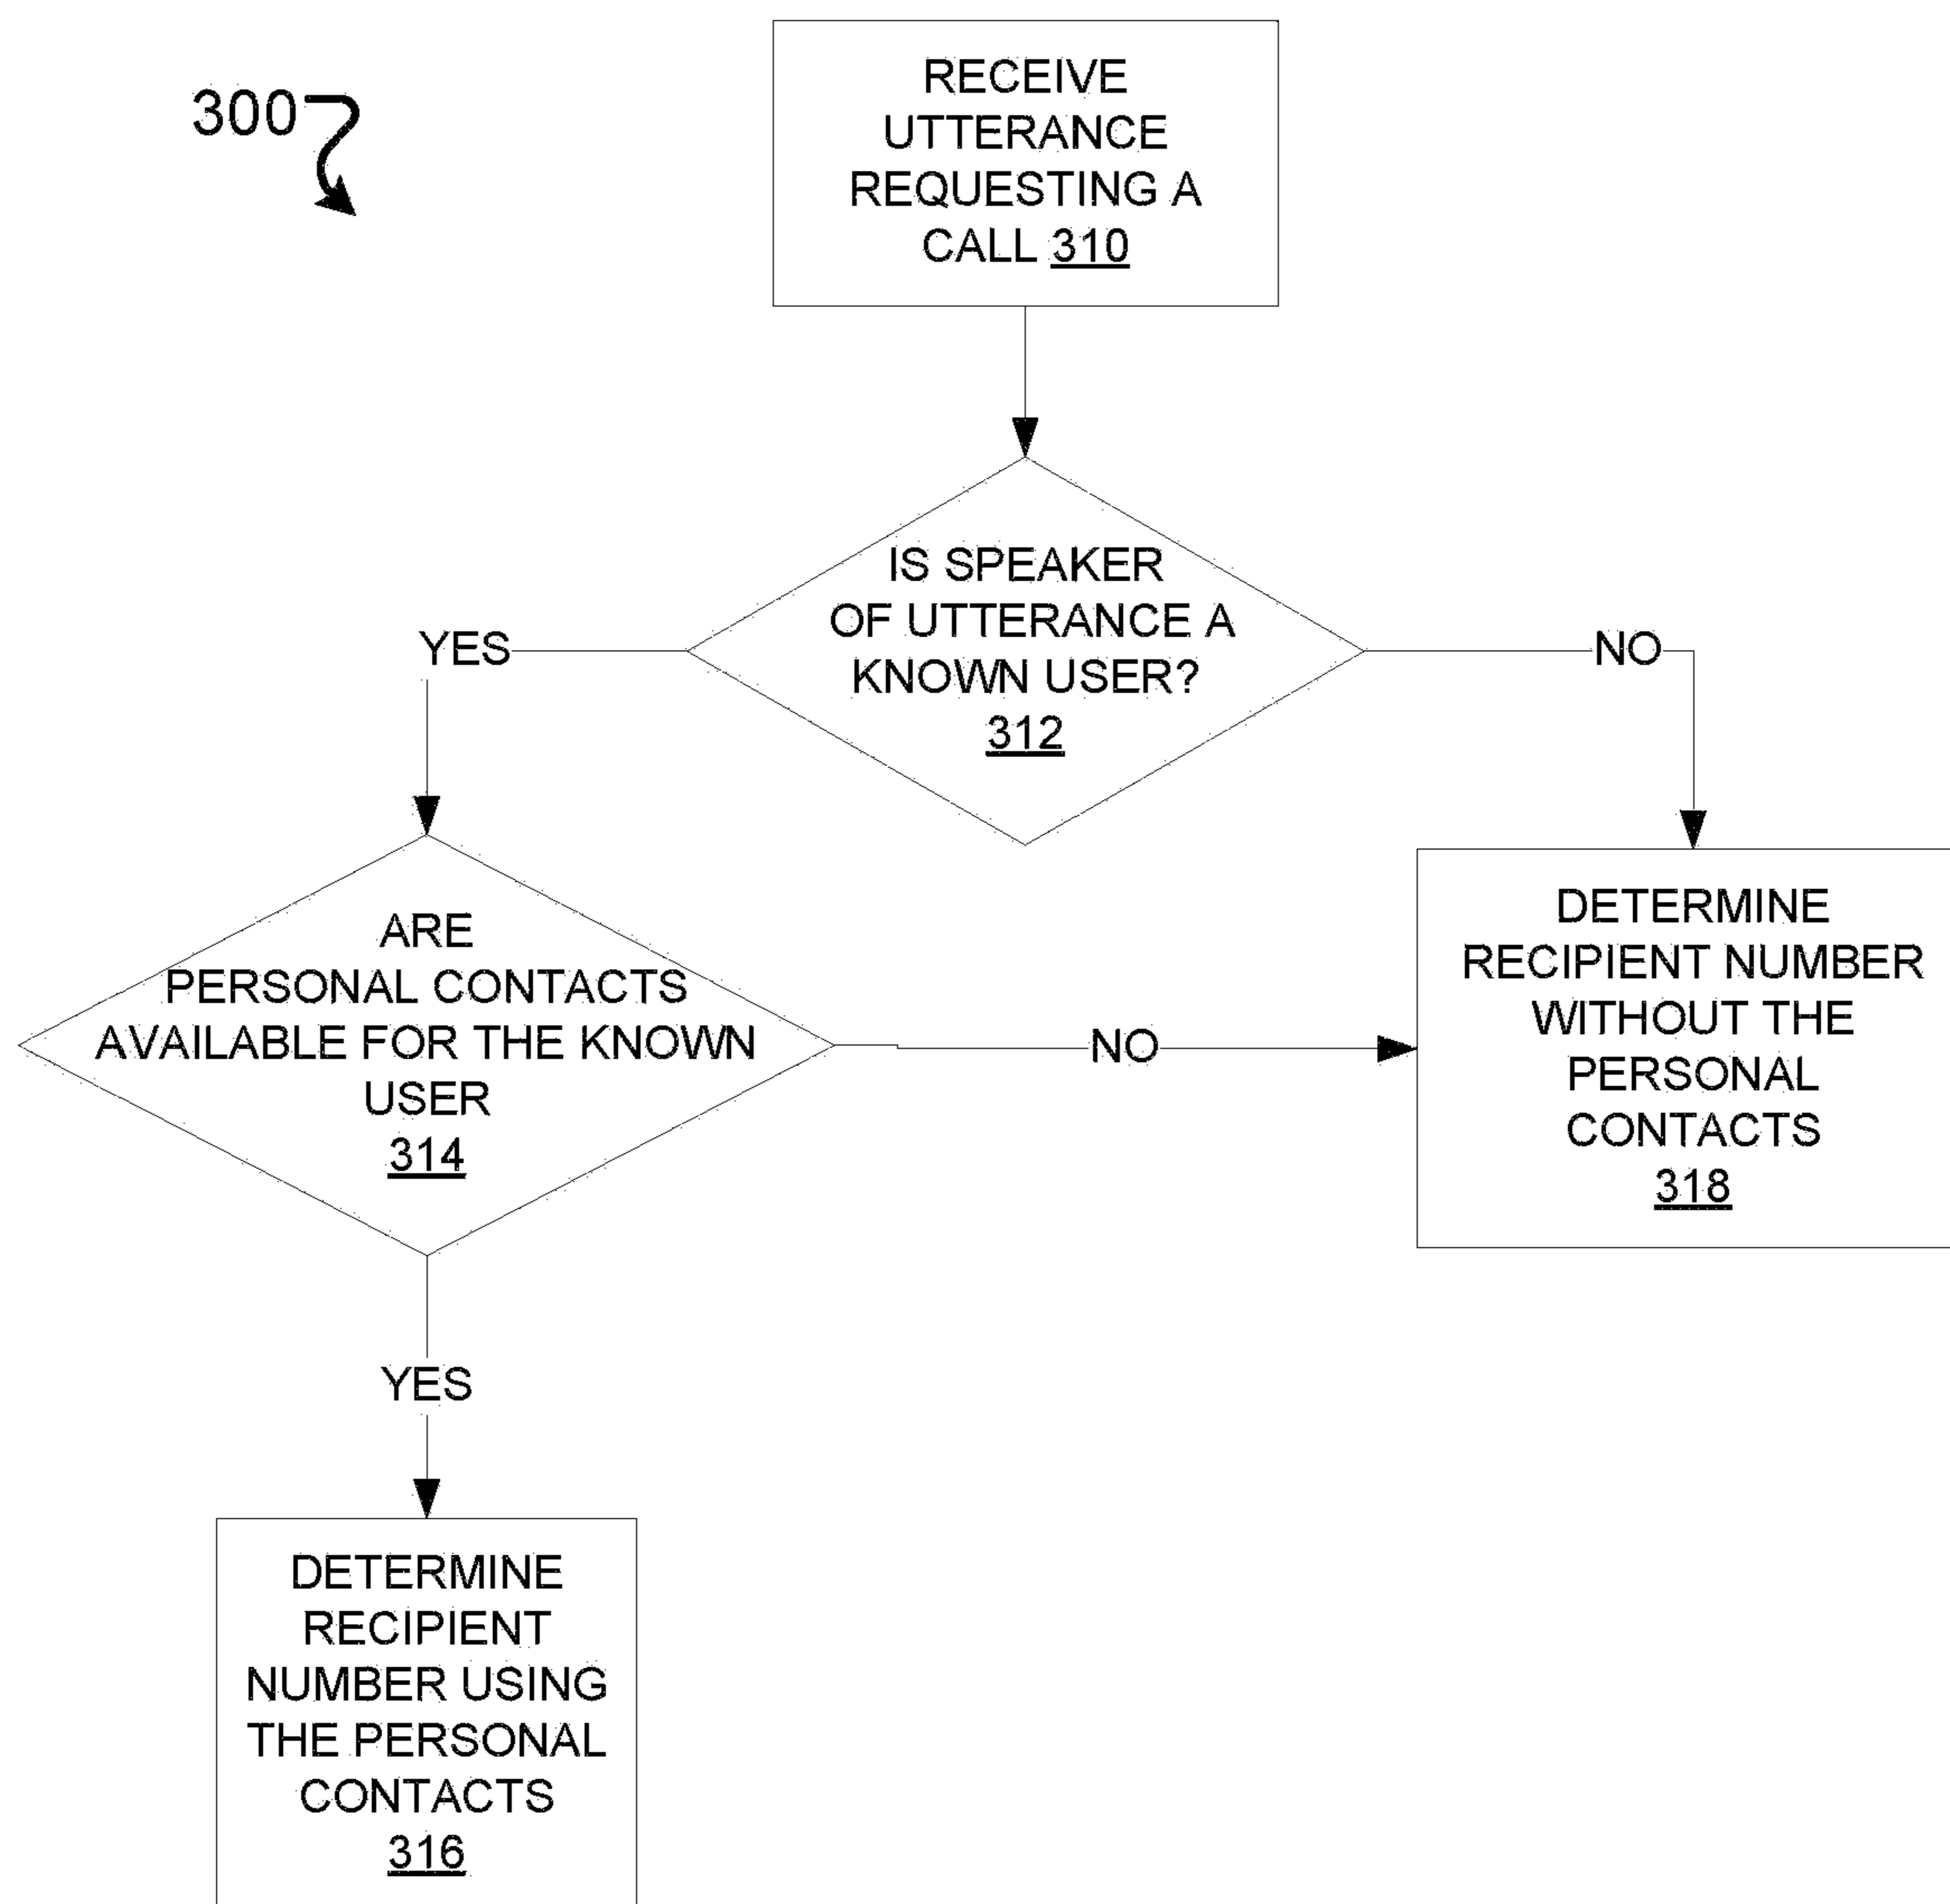 300
RECEIVE
UTTERANCE
REQUESTING A
CALL 310
IS SPEAKER
OF UTTERANCE A
KNOWN USER?
312
YES
NO
ARE
PERSONAL CONTACTS
AVAILABLE FOR THE KNOWN
USER
314
NO
DETERMINE
RECIPIENT NUMBER
WITHOUT THE
PERSONAL
CONTACTS
318
YES
DETERMINE
RECIPIENT
NUMBER USING
THE PERSONAL
CONTACTS
316